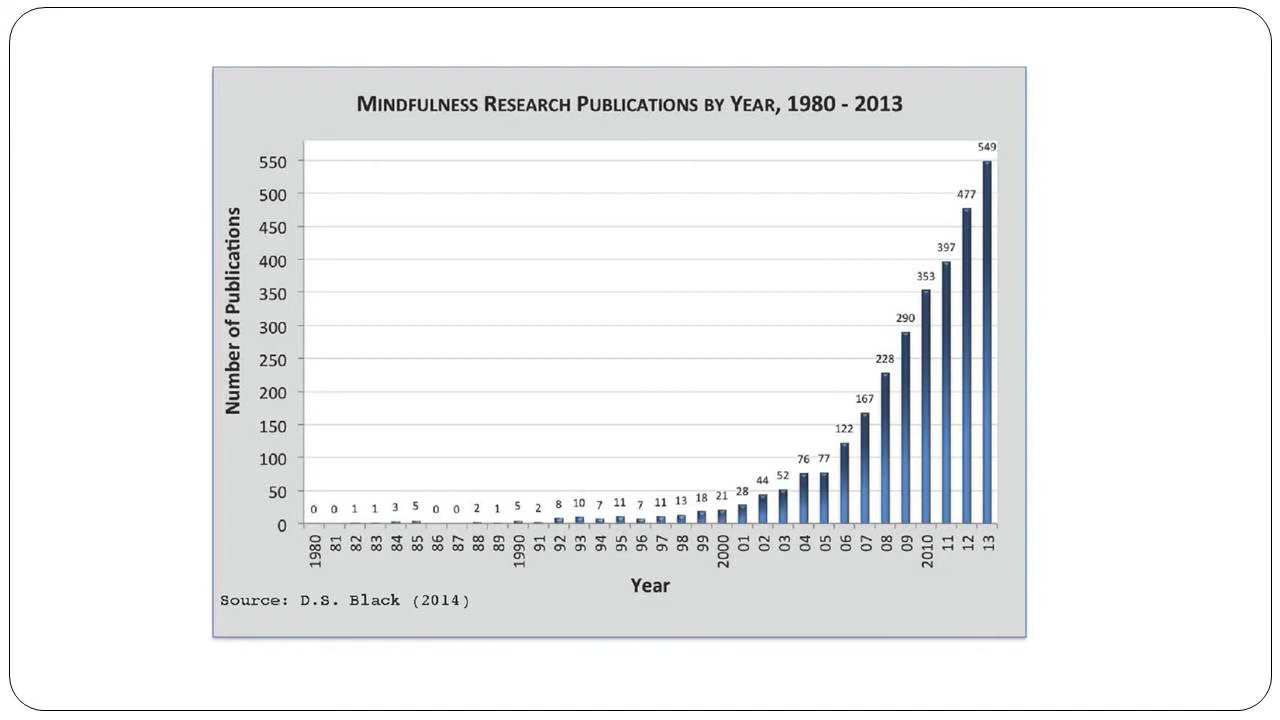 MINDFULNESS RESEARCH PUBLICATIONS BY YEAR, 1980 - 2013
Number of Publications
550
500
450
400
350
300
250
200
150
100
50
0
0 0 1 1 3 5 0 0 2 1 5 2 8 10 7 11 7 11 13 18 21 28 44 52 76 77 122 167 228 290 353 397 477 549
1980 81 82 83 84 85 86 87 88 89 1990 91 92 93 94 95 96 97 98 99 2000 01 02 03 04 05 06 07 08 09 2010 11 12 13
Year
Source: D.S. Black (2014)